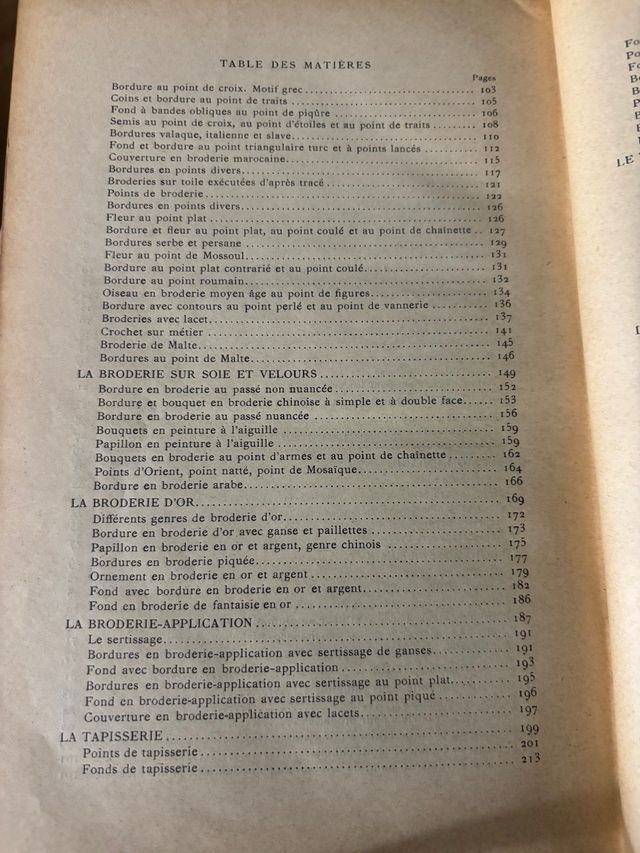 TABLE DES MATIÈRES
Pages
Bordure au point de croix. Motif grec 103
Coins et bordure au point de traits 105
Fond à bandes obliques au point de piqûre 106
Semis au point de croix, au point d'étoiles et au point de traits 108
Bordures valaque, italienne et slave 110
Fond et bordure au point triangulaire turc et à points lancés 112
Couverture en broderie marocaine 115
Bordures en points divers 117
Broderies sur toile exécutées d'après tracé 121
Points de broderie 122
Bordures en points divers 126
Fleur au point plat 126
Bordure et fleur au point plat, au point coulé et au point de chaînette 127
Bordures serbe et persane 129
Fleur au point de Mossoul 131
Bordure au point plat contrarié et au point coulé 131
Bordure au point roumain 132
Oiseau en broderie moyen âge au point de figures 134
Bordure avec contours au point perlé et au point de vannerie 136
Broderies avec lacet 137
Crochet sur métier 141
Broderie de Malte 145
Bordures au point de Malte 146
LA BRODERIE SUR SOIE ET VELOURS 149
Bordure en broderie au passé non nuancée 152
Bordure et bouquet en broderie chinoise à simple et à double face 153
Bordure en broderie au passé nuancée 156
Bouquets en peinture à l'aiguille 159
Papillon en peinture à l'aiguille 159
Bouquets en broderie au point d'armes et au point de chaînette 162
Points d'Orient, point natté, point de Mosaïque 164
Bordure en broderie arabe 166
LA BRODERIE D'OR 169
Différents genres de broderie d'or 172
Bordure en broderie d'or avec ganse et paillettes 173
Papillon en broderie en or et argent, genre chinois 175
Bordures en broderie piquée 177
Ornement en broderie en or et argent 179
Fond avec bordure en broderie en or et argent 182
Fond en broderie de fantaisie en or 186
LA BRODERIE-APPLICATION 187
Le sertissage 191
Bordures en broderie-application avec sertissage de ganses 191
Fond avec bordure en broderie-application 193
Bordures en broderie-application avec sertissage au point plat 195
Fond en broderie-application avec sertissage au point piqué 196
Couverture en broderie-application avec lacets 197
LA TAPISSERIE 199
Points de tapisserie 201
Fonds de tapisserie 213